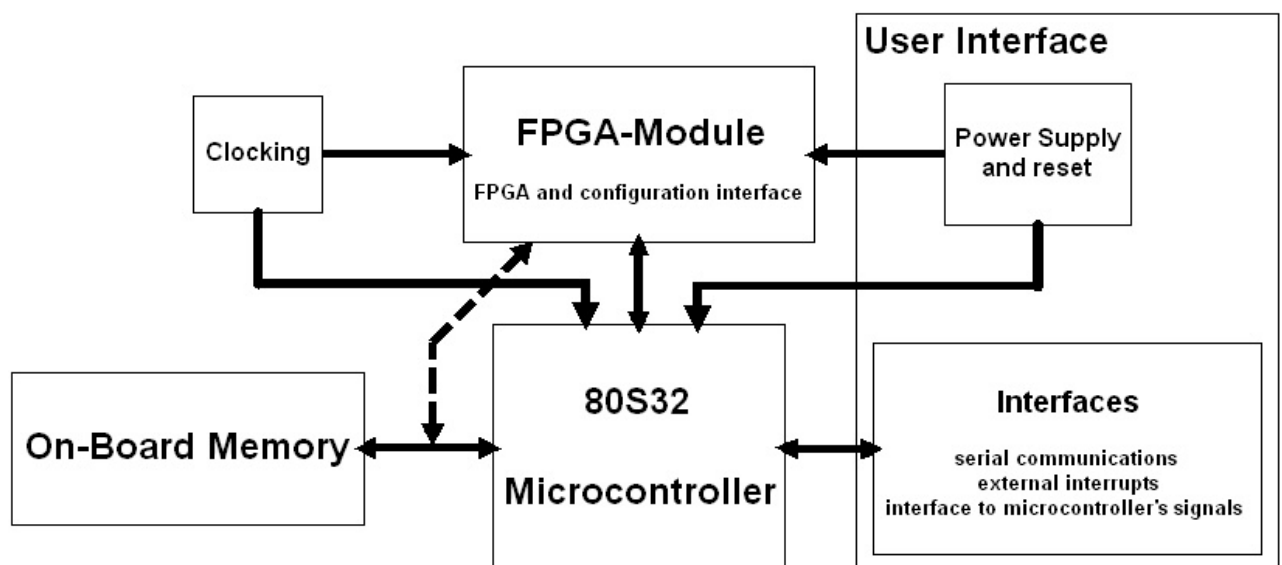 User Interface
FPGA-Module
FPGA and configuration interface
Clocking
Power Supply
and reset
On-Board Memory
80S32
Microcontroller
Interfaces
serial communications
external interrupts
interface to microcontroller's signals